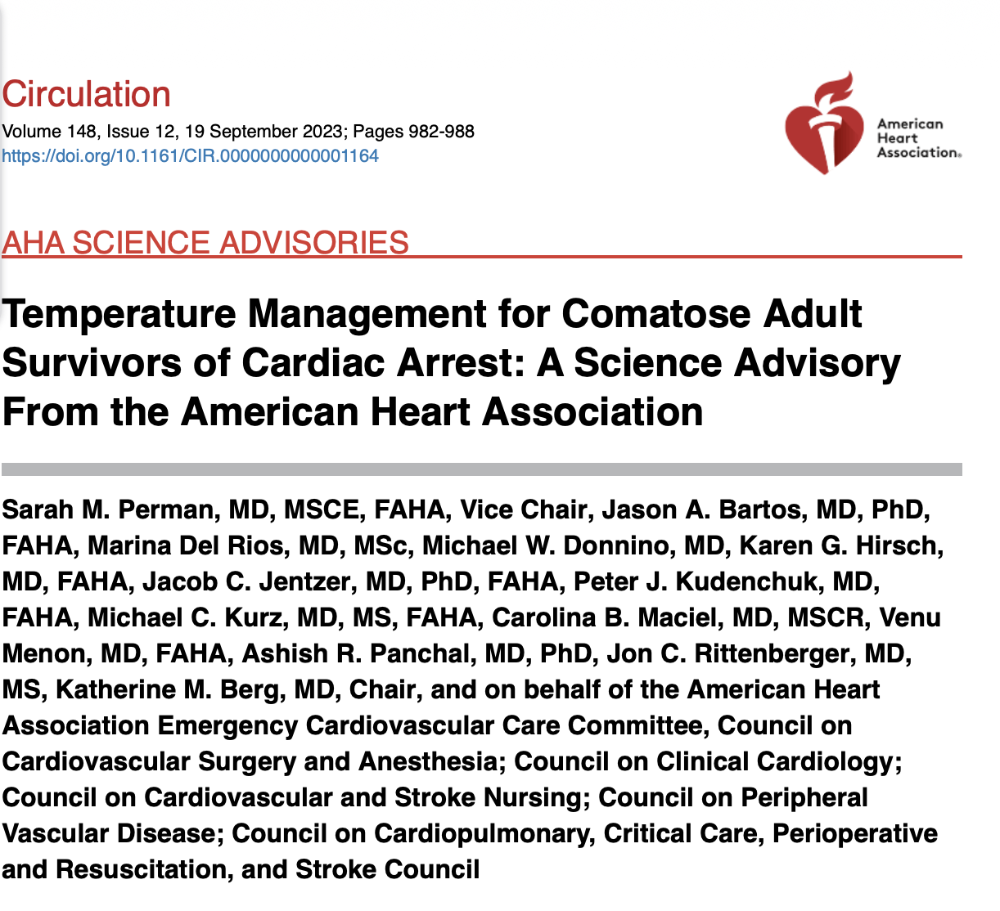 Circulation
Volume 148, Issue 12, 19 September 2023; Pages 982-988
https://doi.org/10.1161/CIR.0000000000001164
American
Heart
Association®
AHA SCIENCE ADVISORIES
Temperature Management for Comatose Adult
Survivors of Cardiac Arrest: A Science Advisory
From the American Heart Association
Sarah M. Perman, MD, MSCE, FAHA, Vice Chair, Jason A. Bartos, MD, PhD,
FAHA, Marina Del Rios, MD, MSc, Michael W. Donnino, MD, Karen G. Hirsch,
MD, FAHA, Jacob C. Jentzer, MD, PhD, FAHA, Peter J. Kudenchuk, MD,
FAHA, Michael C. Kurz, MD, MS, FAHA, Carolina B. Maciel, MD, MSCR, Venu
Menon, MD, FAHA, Ashish R. Panchal, MD, PhD, Jon C. Rittenberger, MD,
MS, Katherine M. Berg, MD, Chair, and on behalf of the American Heart
Association Emergency Cardiovascular Care Committee, Council on
Cardiovascular Surgery and Anesthesia; Council on Clinical Cardiology;
Council on Cardiovascular and Stroke Nursing; Council on Peripheral
Vascular Disease; Council on Cardiopulmonary, Critical Care, Perioperative
and Resuscitation, and Stroke Council